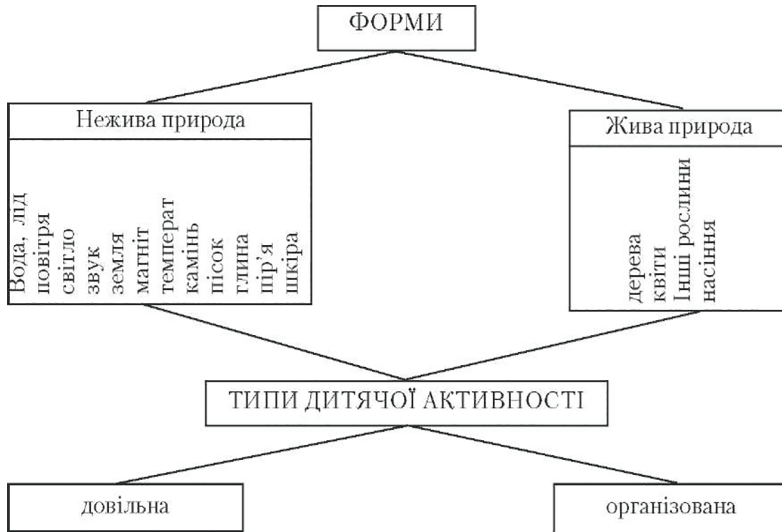 ФОРМИ
Нежива природа
Вода, лід
повітря
світло
звук
земля
магніт
температ
камінь
пісок
глина
пір’я
шкіра
Жива природа
дерева
квіти
Інші рослини
насіння
ТИПИ ДИТЯЧОЇ АКТИВНОСТІ
довільна
організована